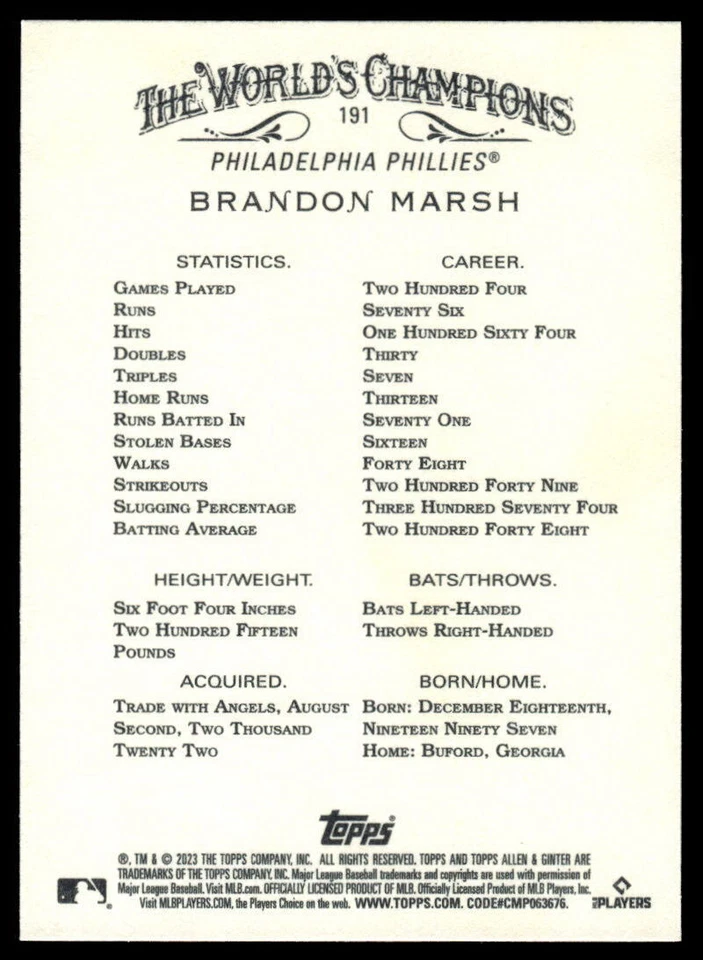 THE WORLD'S CHAMPIONS
191
PHILADELPHIA PHILLIES®
BRANDON MARSH
STATISTICS. CAREER.
GAMES PLAYED TWO HUNDRED FOUR
RUNS SEVENTY SIX
HITS ONE HUNDRED SIXTY FOUR
DOUBLES THIRTY
TRIPLES SEVEN
HOME RUNS THIRTEEN
RUNS BATTED IN SEVENTY ONE
STOLEN BASES SIXTEEN
WALKS FORTY EIGHT
STRIKEOUTS TWO HUNDRED FORTY NINE
SLUGGING PERCENTAGE THREE HUNDRED SEVENTY FOUR
BATTING AVERAGE TWO HUNDRED FORTY EIGHT
HEIGHT/WEIGHT. BATS/THROWS.
SIX FOOT FOUR INCHES BATS LEFT-HANDED
TWO HUNDRED FIFTEEN THROWS RIGHT-HANDED
POUNDS
ACQUIRED. BORN/HOME.
TRADE WITH ANGELS, AUGUST BORN: DECEMBER EIGHTEENTH,
SECOND, TWO THOUSAND NINETEEN NINETY SEVEN
TWENTY TWO HOME: BUFORD, GEORGIA
topps®
®, TM & © 2023 THE TOPPS COMPANY, INC. ALL RIGHTS RESERVED. TOPPS AND TOPPS ALLEN & GINTER ARE
TRADEMARKS OF THE TOPPS COMPANY, INC. Major League Baseball trademarks and copyrights are used with permission of
Major League Baseball. Visit MLB.com. OFFICIALLY LICENSED PRODUCT OF MLB. Officially Licensed Product of MLB Players, Inc.
Visit MLBPLAYERS.COM, the Players Choice on the web. WWW.TOPPS.COM. CODE#CMP063676.
MLB PLAYERS